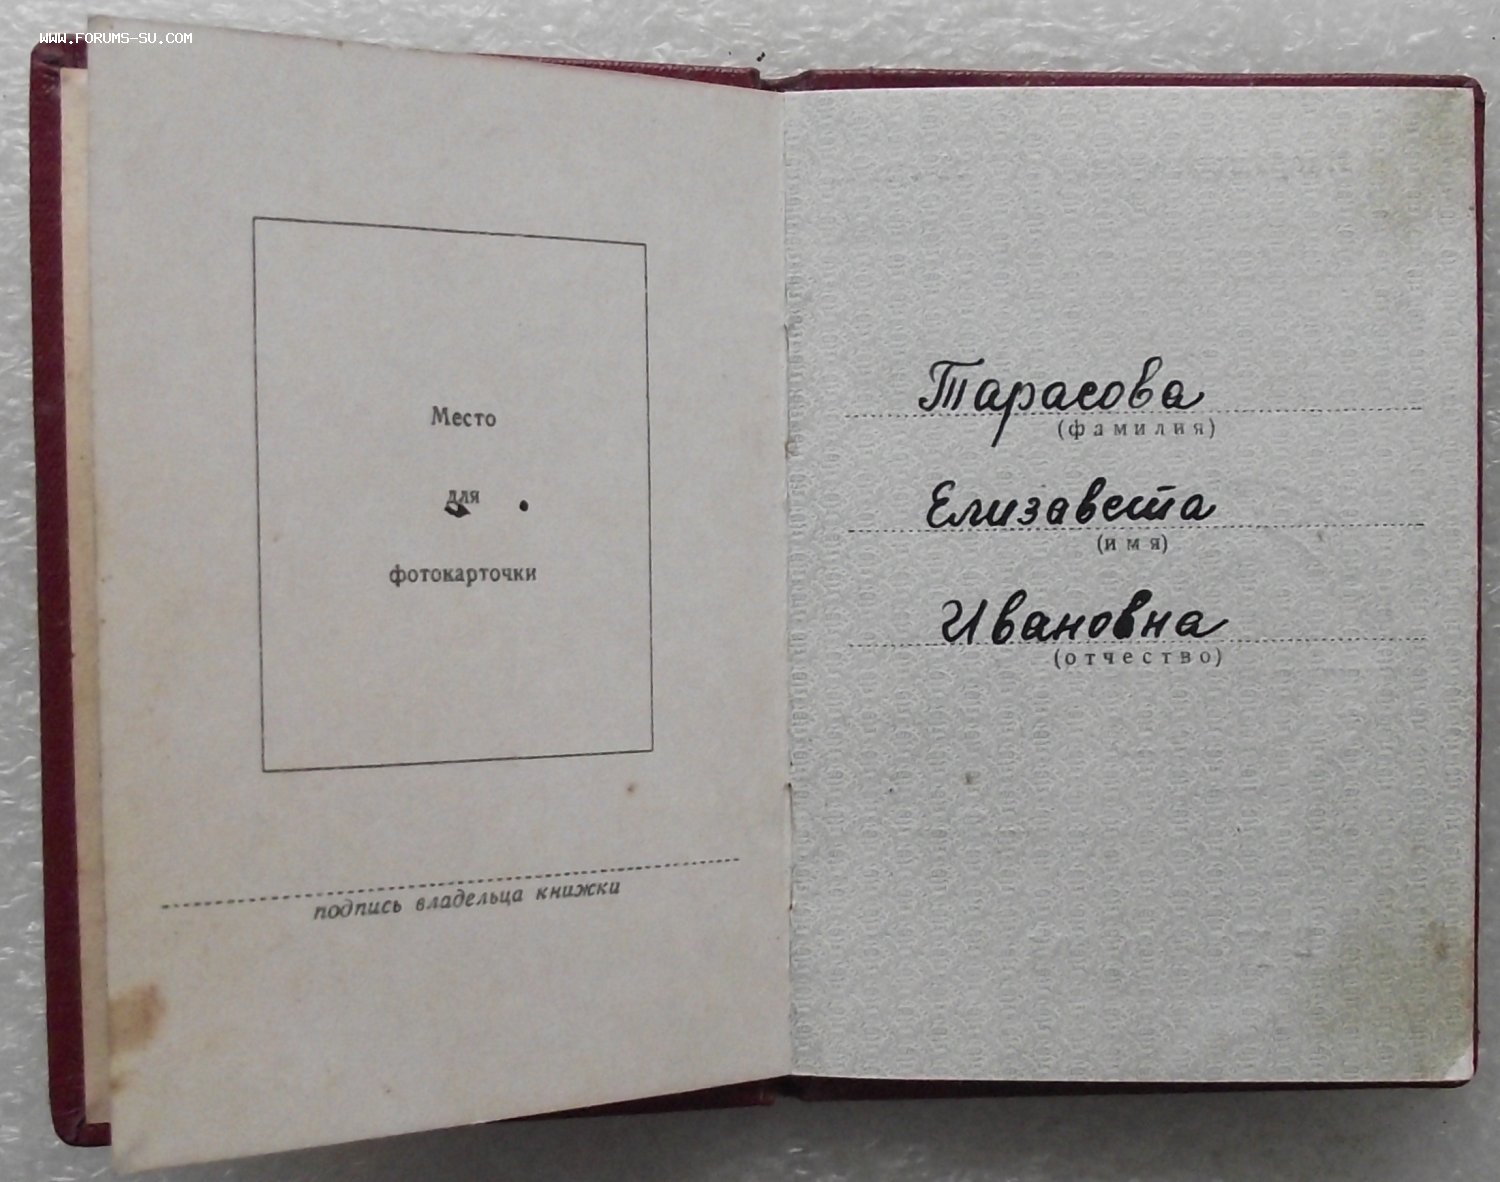 WWW.FORUMS-SU.COM
Место
для
фотокарточки
подпись владельца книжки
Тарасова
(фамилия)
Елизавета
(имя)
Ивановна
(отчество)